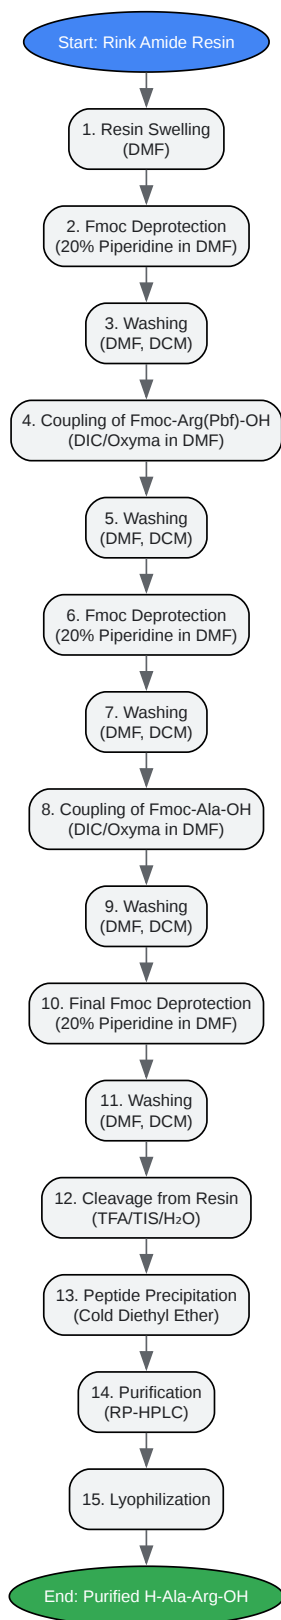 Start: Rink Amide Resin
1. Resin Swelling
(DMF)
2. Fmoc Deprotection
(20% Piperidine in DMF)
3. Washing
(DMF, DCM)
4. Coupling of Fmoc-Arg(Pbf)-OH
(DIC/Oxyma in DMF)
5. Washing
(DMF, DCM)
6. Fmoc Deprotection
(20% Piperidine in DMF)
7. Washing
(DMF, DCM)
8. Coupling of Fmoc-Ala-OH
(DIC/Oxyma in DMF)
9. Washing
(DMF, DCM)
10. Final Fmoc Deprotection
(20% Piperidine in DMF)
11. Washing
(DMF, DCM)
12. Cleavage from Resin
(TFA/TIS/H₂O)
13. Peptide Precipitation
(Cold Diethyl Ether)
14. Purification
(RP-HPLC)
15. Lyophilization
End: Purified H-Ala-Arg-OH